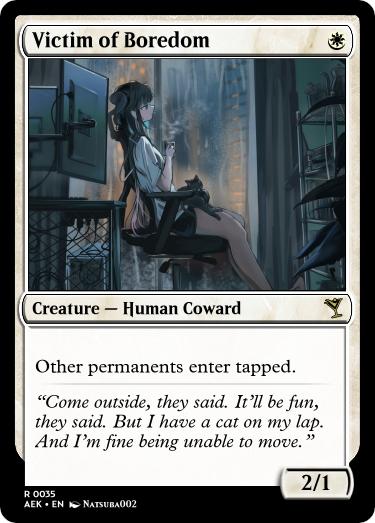 Victim of Boredom
Creature — Human Coward
Other permanents enter tapped.
“Come outside, they said. It'll be fun,
they said. But I have a cat on my lap.
And I'm fine being unable to move.”
2/1
R 0035
AEK • EN Natsuba002